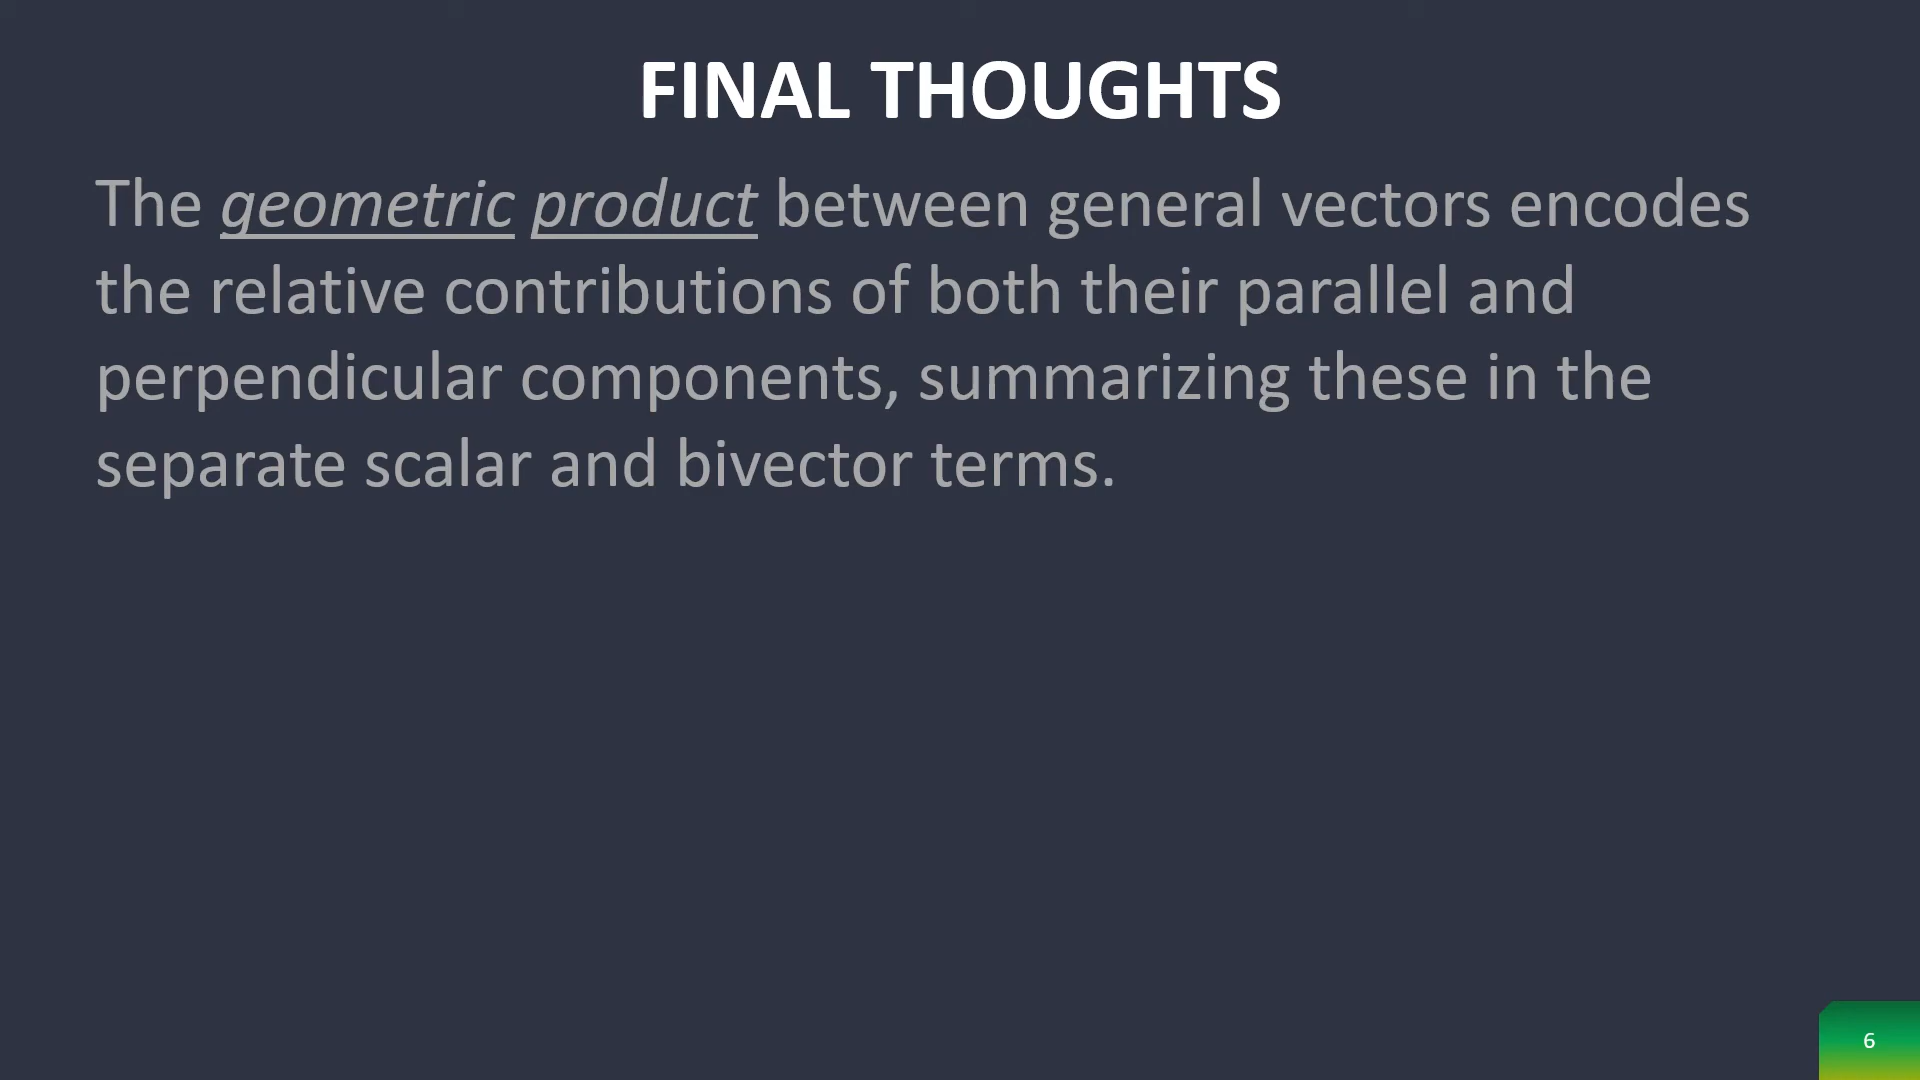 FINAL THOUGHTS
The geometric product between general vectors encodes
the relative contributions of both their parallel and
perpendicular components, summarizing these in the
separate scalar and bivector terms.
6